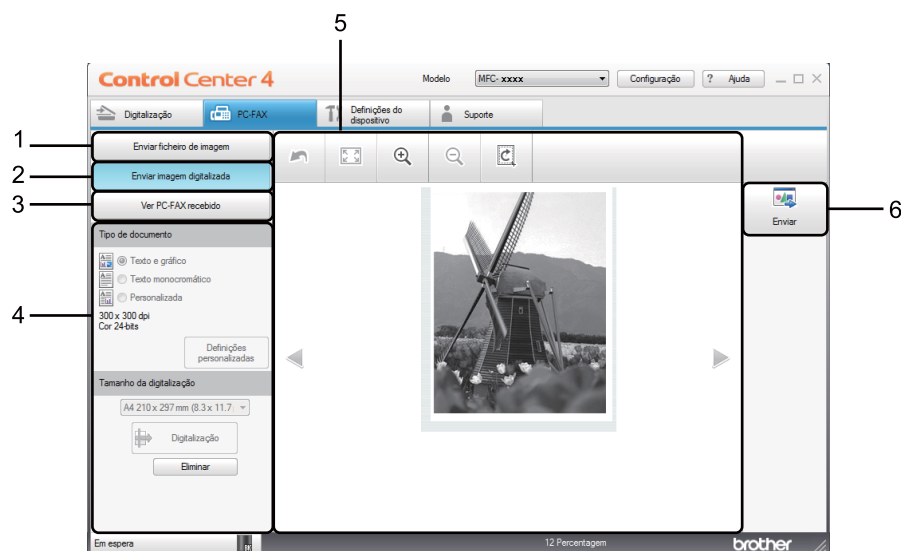 5
Control Center 4
Modelo
MFC- xxxx
Configuração
? Ajuda
Digitalização
PC-FAX
Definições do
dispositivo
Suporte
1
Enviar ficheiro de imagem
2
Enviar imagem digitalizada
3
Ver PC-FAX recebido
6
Enviar
4
Tipo de documento
Texto e gráfico
Texto monocromático
Personalizada
300 x 300 dpi
Cor 24-bits
Definições
personalizadas
Tamanho da digitalização
A4 210 x 297 mm (8.3 x 11.7
Digitalização
Eliminar
Em espera
BK
12 Percentagem
brother